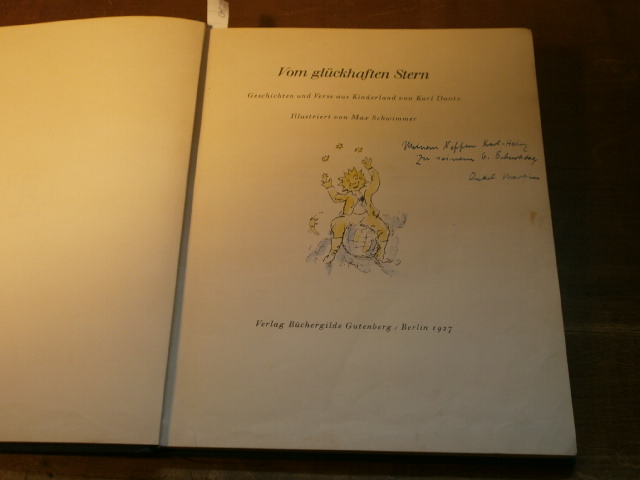 Vom glückhaften Stern
Geschichten und Verse aus Kinderland von Karl Dantz
Illustriert von Max Schwimmer
Meinem Neffen Karl-Heinz
Zu seinem 6. Geburtstag
Onkel
Verlag Büchergilde Gutenberg / Berlin 1927